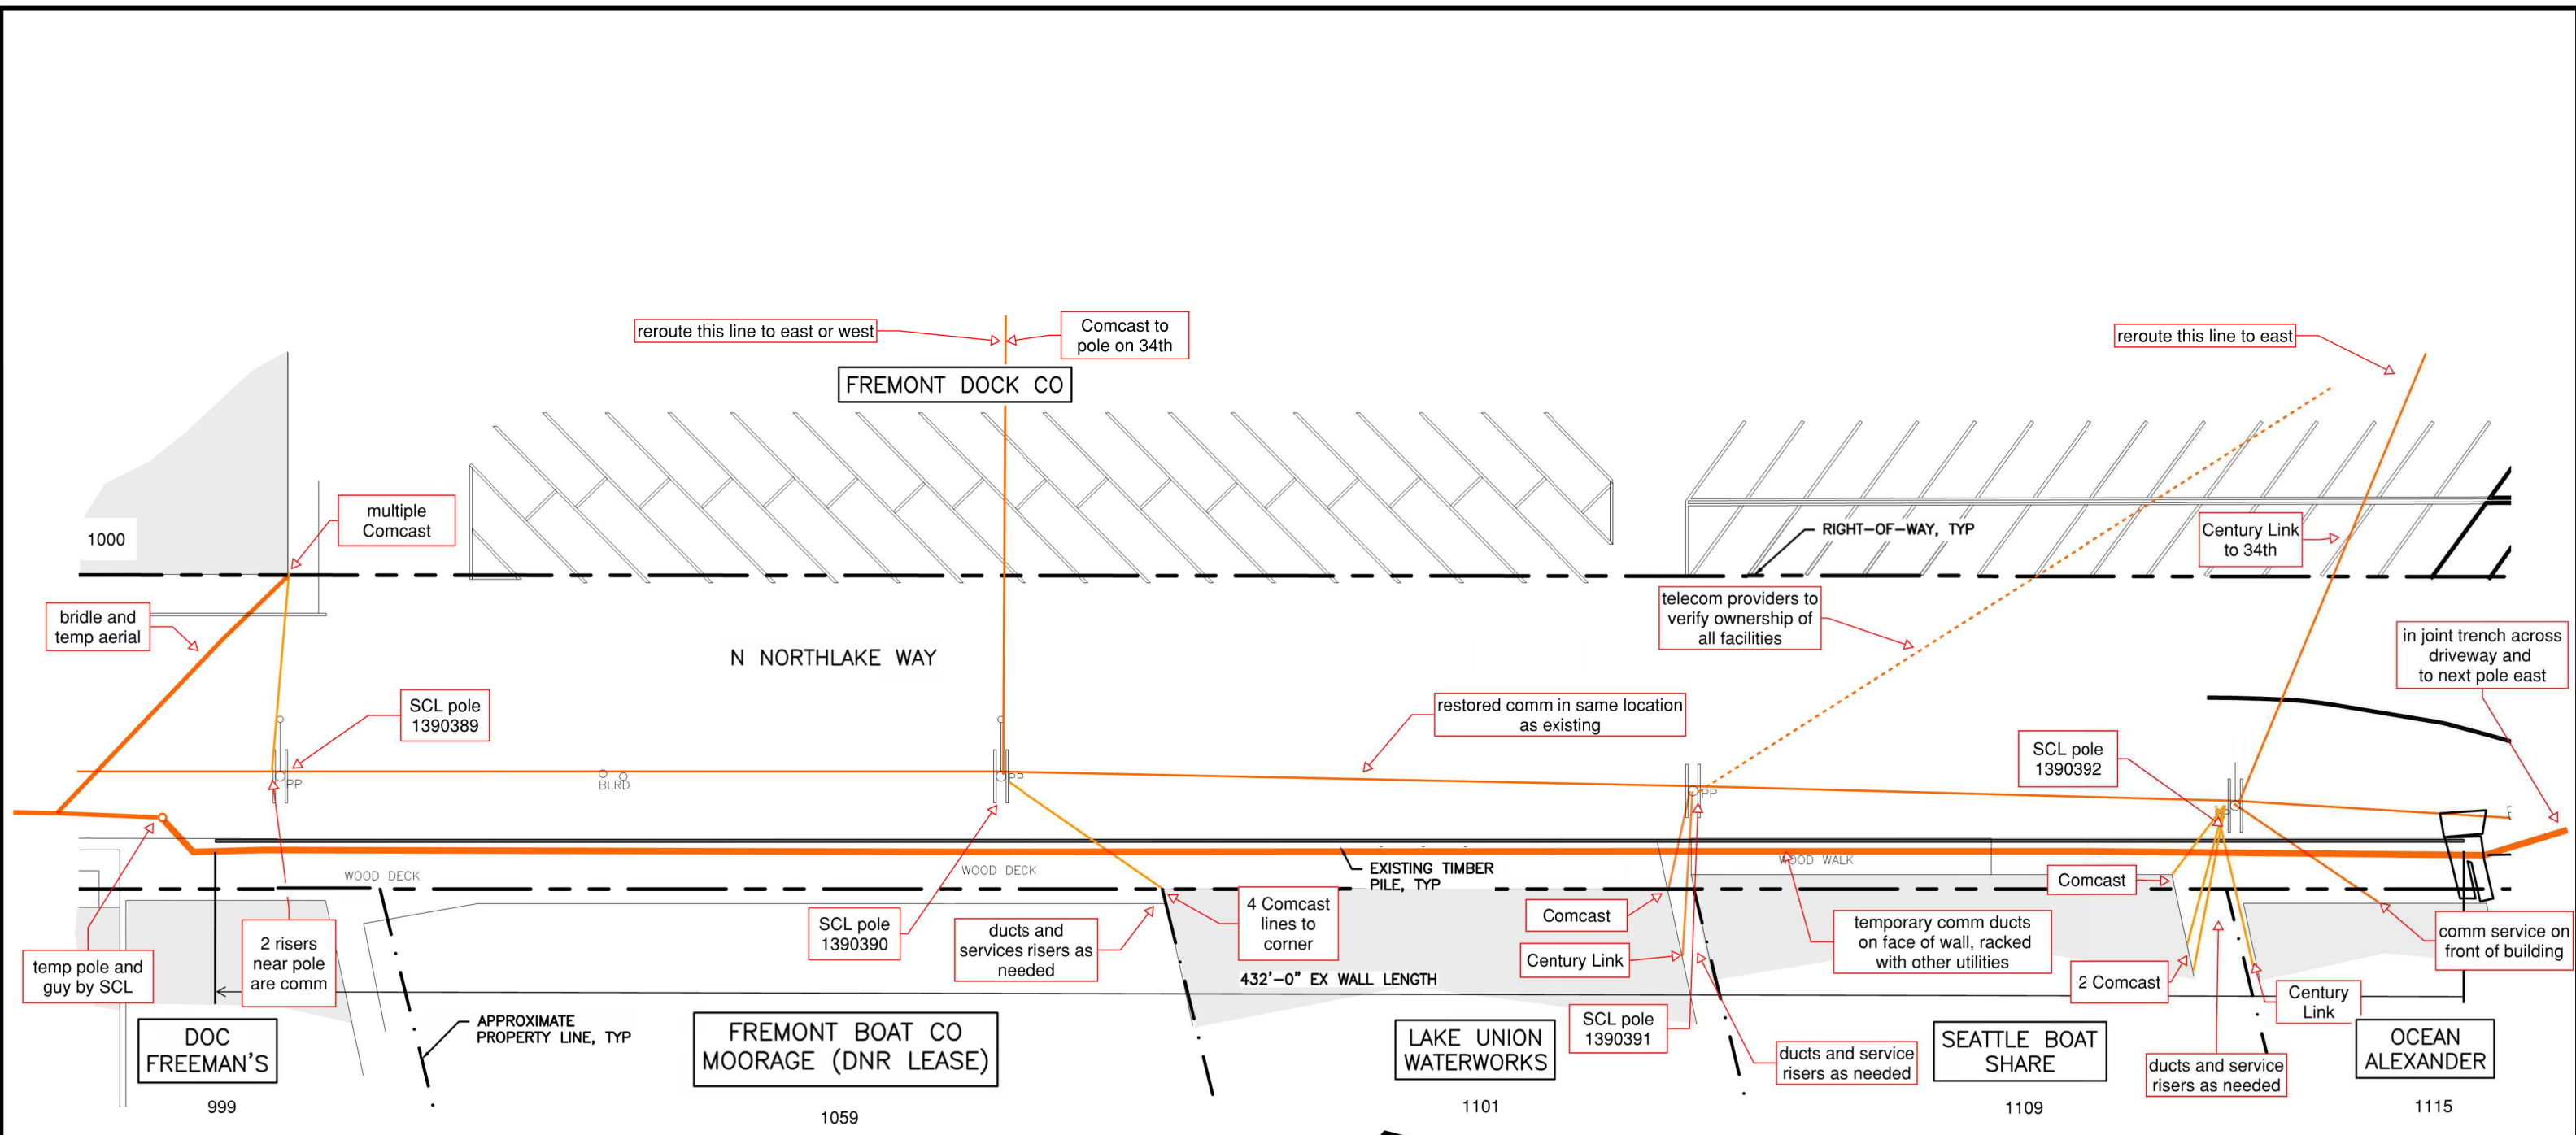 reroute this line to east or west
Comcast to
pole on 34th
reroute this line to east
FREMONT DOCK CO
multiple
Comcast
1000
RIGHT-OF-WAY, TYP
Century Link
to 34th
bridle and
temp aerial
telecom providers to
verify ownership of
all facilities
N NORTHLAKE WAY
in joint trench across
driveway and
to next pole east
SCL pole
1390389
restored comm in same location
as existing
SCL pole
1390392
PP
BLRD
PP
PP
WOOD DECK
WOOD DECK
EXISTING TIMBER
PILE, TYP
WOOD WALK
Comcast
4 Comcast
lines to
corner
Comcast
SCL pole
1390390
ducts and
services risers as
needed
temporary comm ducts
on face of wall, racked
with other utilities
comm service on
front of building
2 risers
near pole
are comm
temp pole and
guy by SCL
Century Link
432'-0" EX WALL LENGTH
2 Comcast
Century
Link
APPROXIMATE
PROPERTY LINE, TYP
SCL pole
1390391
DOC
FREEMAN'S
FREMONT BOAT CO
MOORAGE (DNR LEASE)
LAKE UNION
WATERWORKS
ducts and service
risers as needed
SEATTLE BOAT
SHARE
ducts and service
risers as needed
OCEAN
ALEXANDER
999
1059
1101
1109
1115